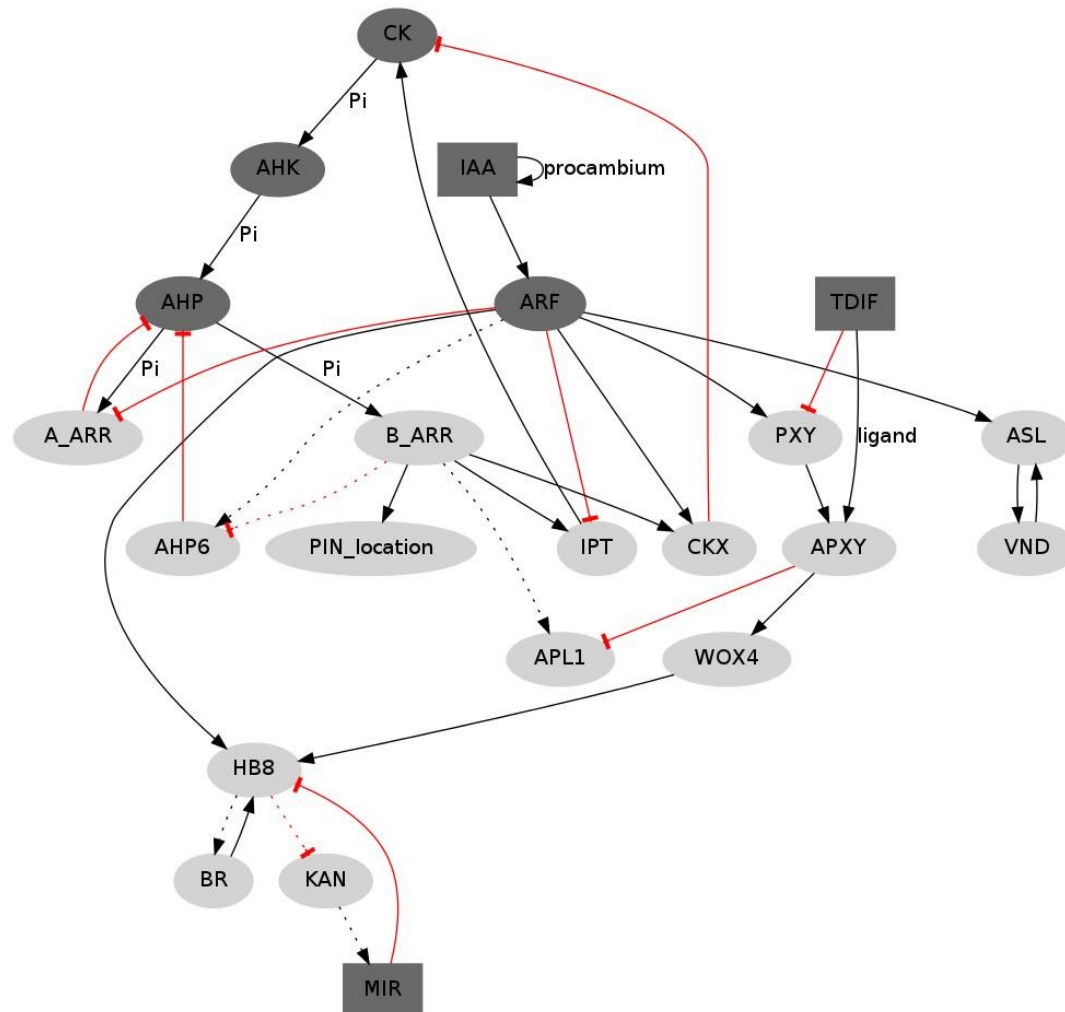 CK
Pi
AHK
IAA
procambium
Pi
AHP
ARF
TDIF
Pi
Pi
A_ARR
B_ARR
PXY
ligand
ASL
AHP6
PIN_location
IPT
CKX
APXY
VND
APL1
WOX4
HB8
BR
KAN
MIR